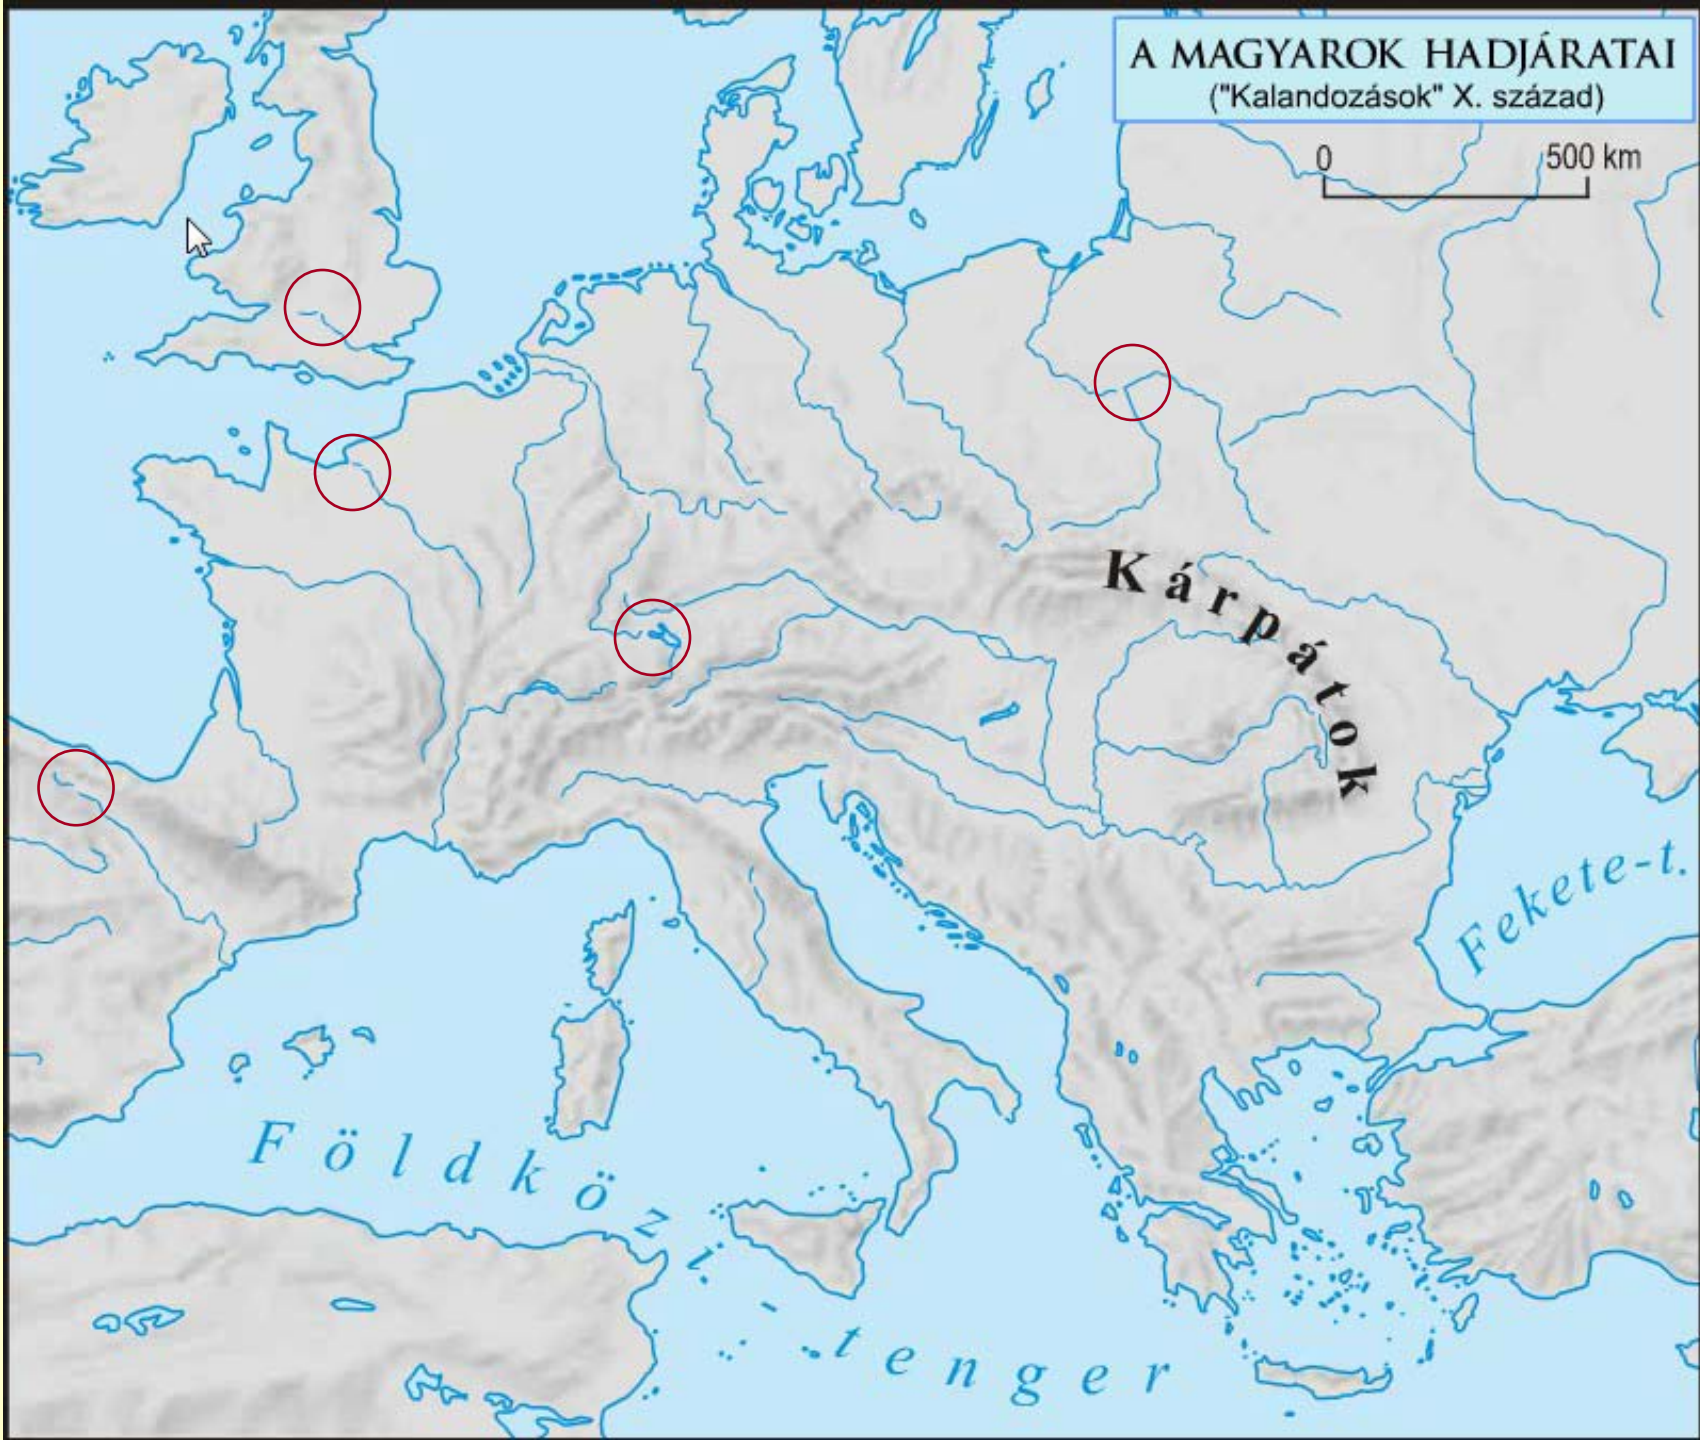 A MAGYAROK HADJÁRATAI
("Kalandozások" X. század)
0 500 km
Kárpátok
Fekete-t.
Földközi-
tenger